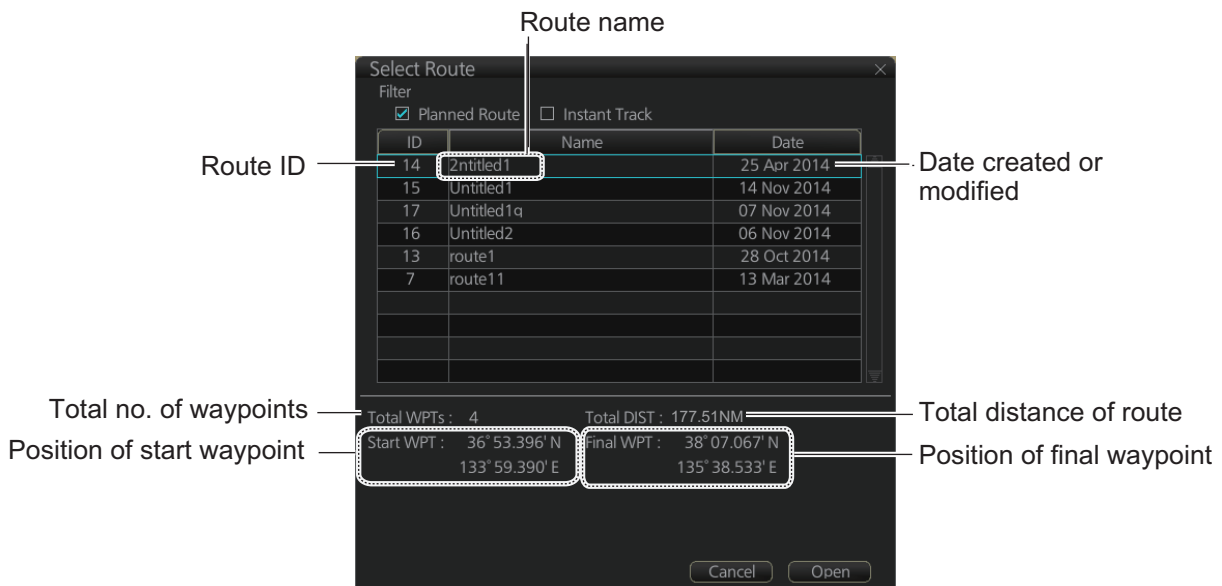 Route name
Select Route
Filter
Planned Route Instant Track
ID Name Date
Route ID
14 2ntitled1 25 Apr 2014
Date created or
modified
15 Untitled1 14 Nov 2014
17 Untitled1q 07 Nov 2014
16 Untitled2 06 Nov 2014
13 route1 28 Oct 2014
7 route11 13 Mar 2014
Total no. of waypoints
Total WPTs : 4 Total DIST : 177.51NM
Total distance of route
Position of start waypoint
Start WPT : 36° 53.396' N Final WPT : 38° 07.067' N
133° 59.390' E 135° 38.533' E
Position of final waypoint
Cancel Open